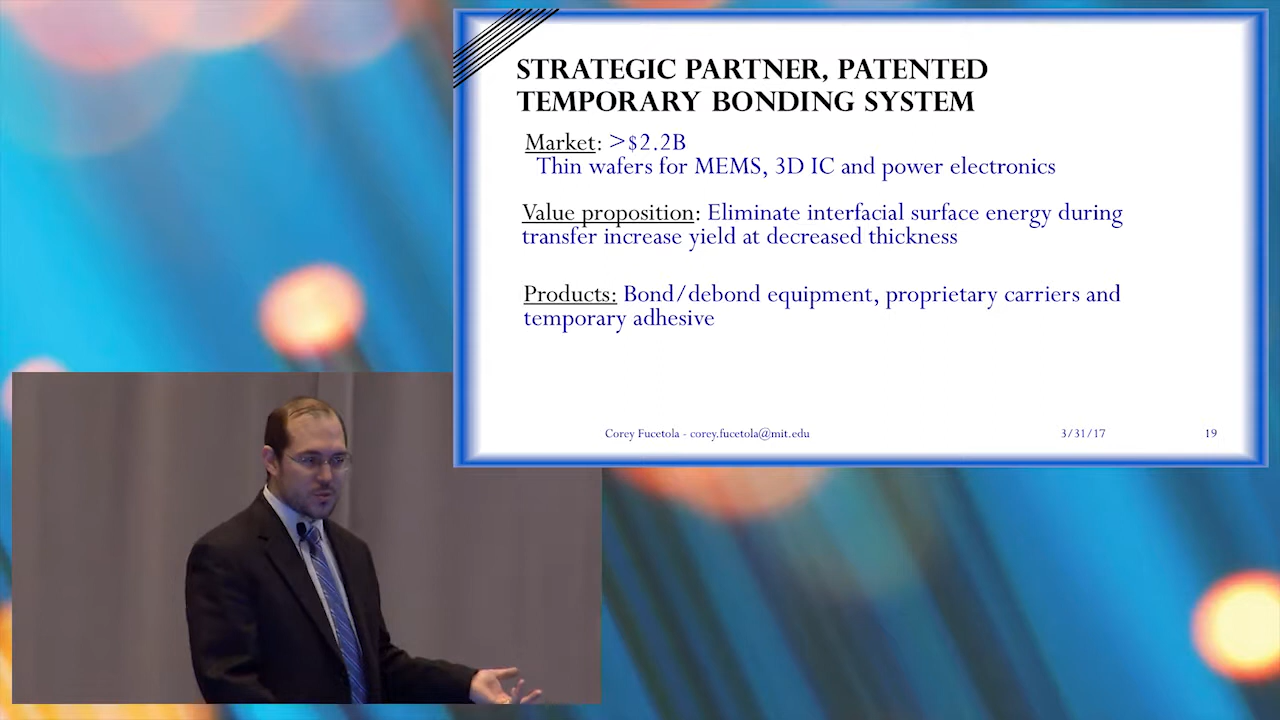 STRATEGIC PARTNER, PATENTED
TEMPORARY BONDING SYSTEM
Market: >$2.2B
Thin wafers for MEMS, 3D IC and power electronics
Value proposition: Eliminate interfacial surface energy during
transfer increase yield at decreased thickness
Products: Bond/debond equipment, proprietary carriers and
temporary adhesive
Corey Fucetola - corey.fucetola@mit.edu 3/31/17 19